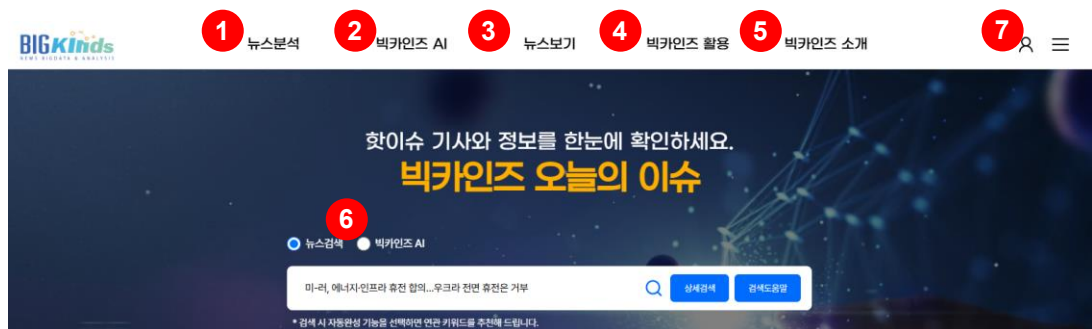 BIGKinds
NEWS BIGDATA & ANALYSIS
1 뉴스분석 2 빅카인즈 AI 3 뉴스보기 4 빅카인즈 활용 5 빅카인즈 소개 7
핫이슈 기사와 정보를 한눈에 확인하세요.
빅카인즈 오늘의 이슈
6
뉴스검색 빅카인즈 AI
미-러, 에너지·인프라 휴전 합의...우크라 전면 휴전은 거부 상세검색 검색도움말
* 검색 시 자동완성 기능을 선택하면 연관 키워드를 추천해 드립니다.